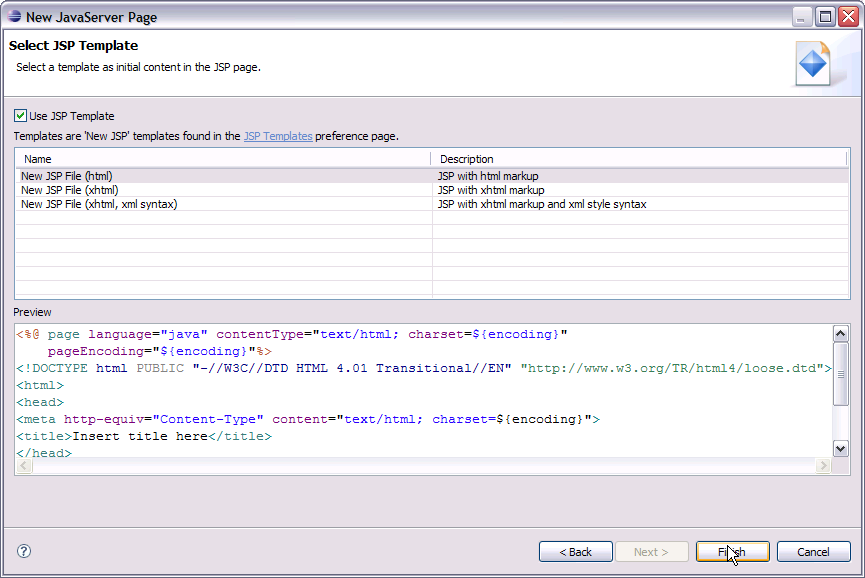 New JavaServer Page
Select JSP Template
Select a template as initial content in the JSP page.
Use JSP Template
Templates are 'New JSP' templates found in the JSP Templates preference page.
Name Description
New JSP File (html) JSP with html markup
New JSP File (xhtml) JSP with xhtml markup
New JSP File (xhtml, xml syntax) JSP with xhtml markup and xml style syntax
Preview
<%@ page language="java" contentType="text/html; charset=${encoding}"
pageEncoding="${encoding}"%>
<!DOCTYPE html PUBLIC "-//W3C//DTD HTML 4.01 Transitional//EN" "http://www.w3.org/TR/html4/loose.dtd">
<html>
<head>
<meta http-equiv="Content-Type" content="text/html; charset=${encoding}">
<title>Insert title here</title>
</head>
? < Back Next > Finish Cancel